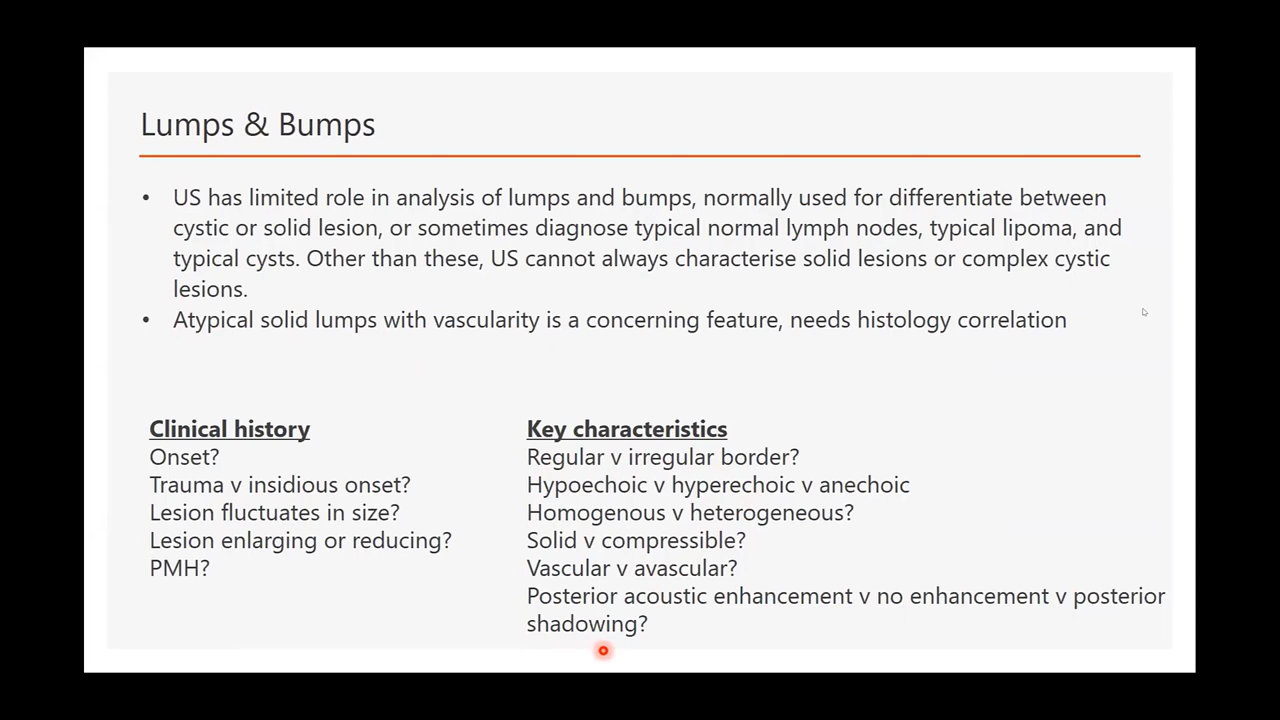 Lumps & Bumps
• US has limited role in analysis of lumps and bumps, normally used for differentiate between
cystic or solid lesion, or sometimes diagnose typical normal lymph nodes, typical lipoma, and
typical cysts. Other than these, US cannot always characterise solid lesions or complex cystic
lesions.
• Atypical solid lumps with vascularity is a concerning feature, needs histology correlation
Clinical history
Onset?
Trauma v insidious onset?
Lesion fluctuates in size?
Lesion enlarging or reducing?
PMH?
Key characteristics
Regular v irregular border?
Hypoechoic v hyperechoic v anechoic
Homogenous v heterogeneous?
Solid v compressible?
Vascular v avascular?
Posterior acoustic enhancement v no enhancement v posterior
shadowing?